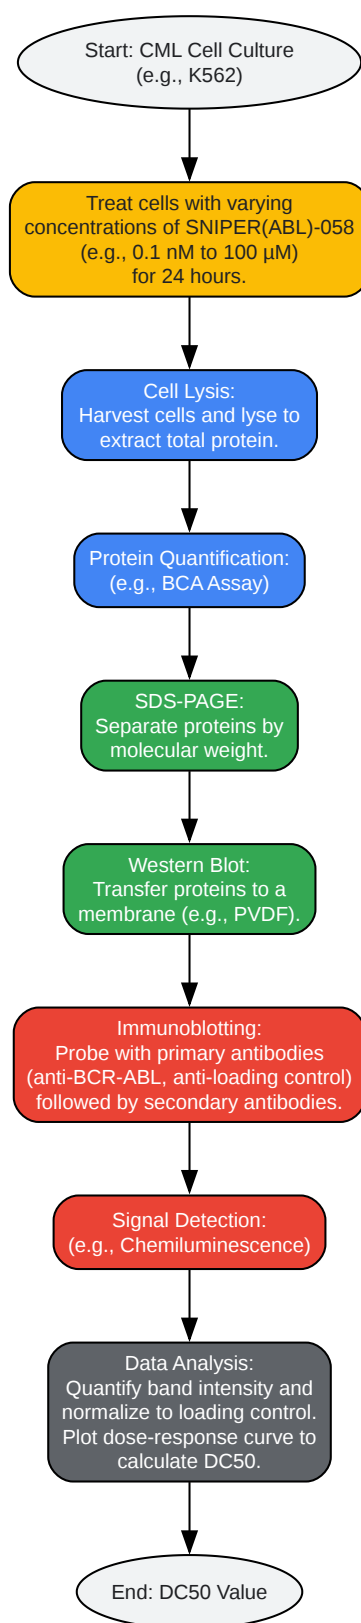 Start: CML Cell Culture
(e.g., K562)
Treat cells with varying
concentrations of SNIPER(ABL)-058
(e.g., 0.1 nM to 100 µM)
for 24 hours.
Cell Lysis:
Harvest cells and lyse to
extract total protein.
Protein Quantification:
(e.g., BCA Assay)
SDS-PAGE:
Separate proteins by
molecular weight.
Western Blot:
Transfer proteins to a
membrane (e.g., PVDF).
Immunoblotting:
Probe with primary antibodies
(anti-BCR-ABL, anti-loading control)
followed by secondary antibodies.
Signal Detection:
(e.g., Chemiluminescence)
Data Analysis:
Quantify band intensity and
normalize to loading control.
Plot dose-response curve to
calculate DC50.
End: DC50 Value